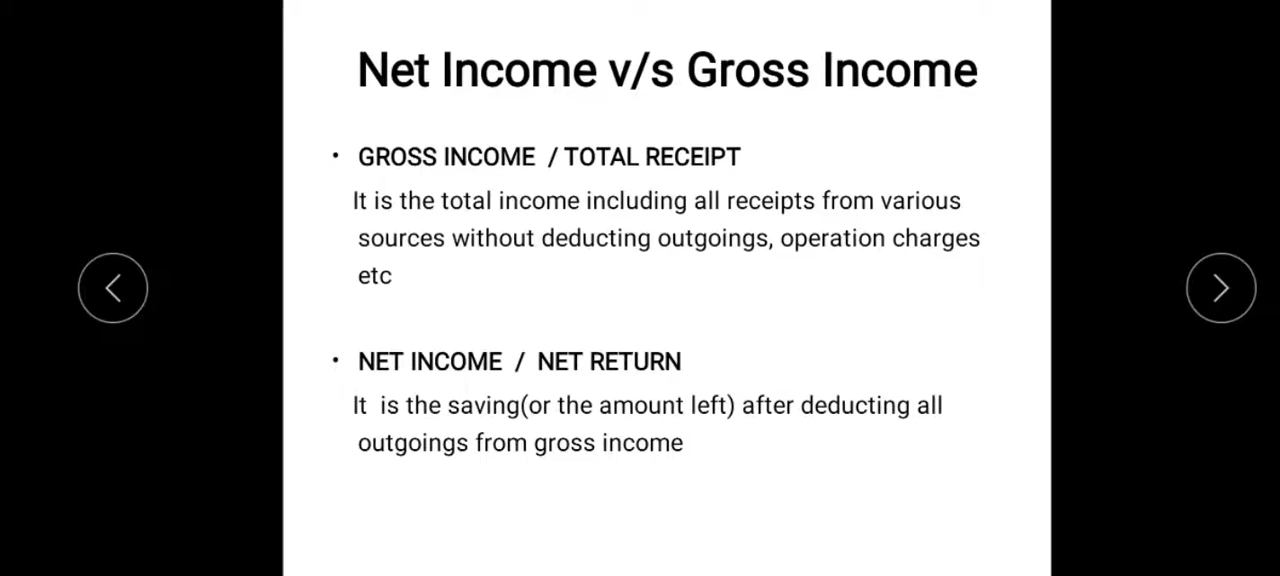 Net Income v/s Gross Income
• GROSS INCOME / TOTAL RECEIPT
It is the total income including all receipts from various
sources without deducting outgoings, operation charges
etc
• NET INCOME / NET RETURN
It is the saving(or the amount left) after deducting all
outgoings from gross income